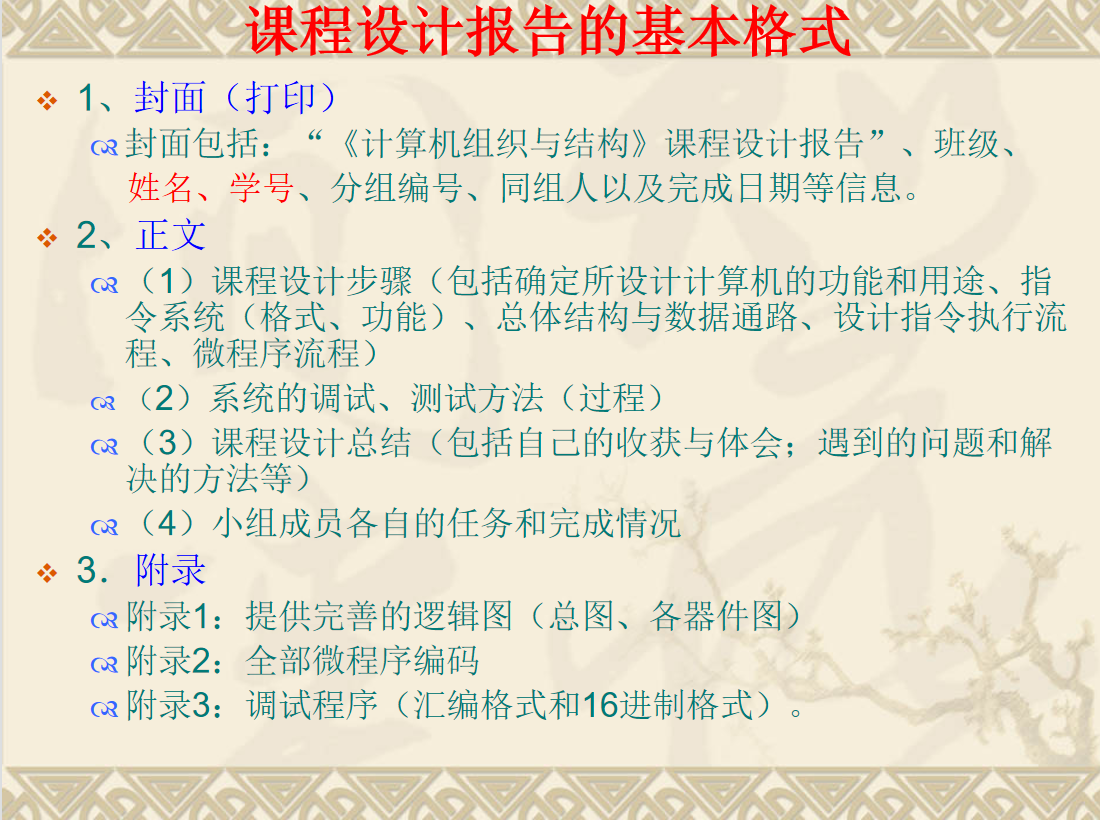 课程设计报告的基本格式
1、封面（打印）
封面包括：“《计算机组织与结构》课程设计报告”、班级、
姓名、学号、分组编号、同组人以及完成日期等信息。
2、正文
（1）课程设计步骤（包括确定所设计计算机的功能和用途、指
令系统（格式、功能）、总体结构与数据通路、设计指令执行流
程、微程序流程）
（2）系统的调试、测试方法（过程）
（3）课程设计总结（包括自己的收获与体会；遇到的问题和解
决的方法等）
（4）小组成员各自的任务和完成情况
3．附录
附录1：提供完善的逻辑图（总图、各器件图）
附录2：全部微程序编码
附录3：调试程序（汇编格式和16进制格式）。